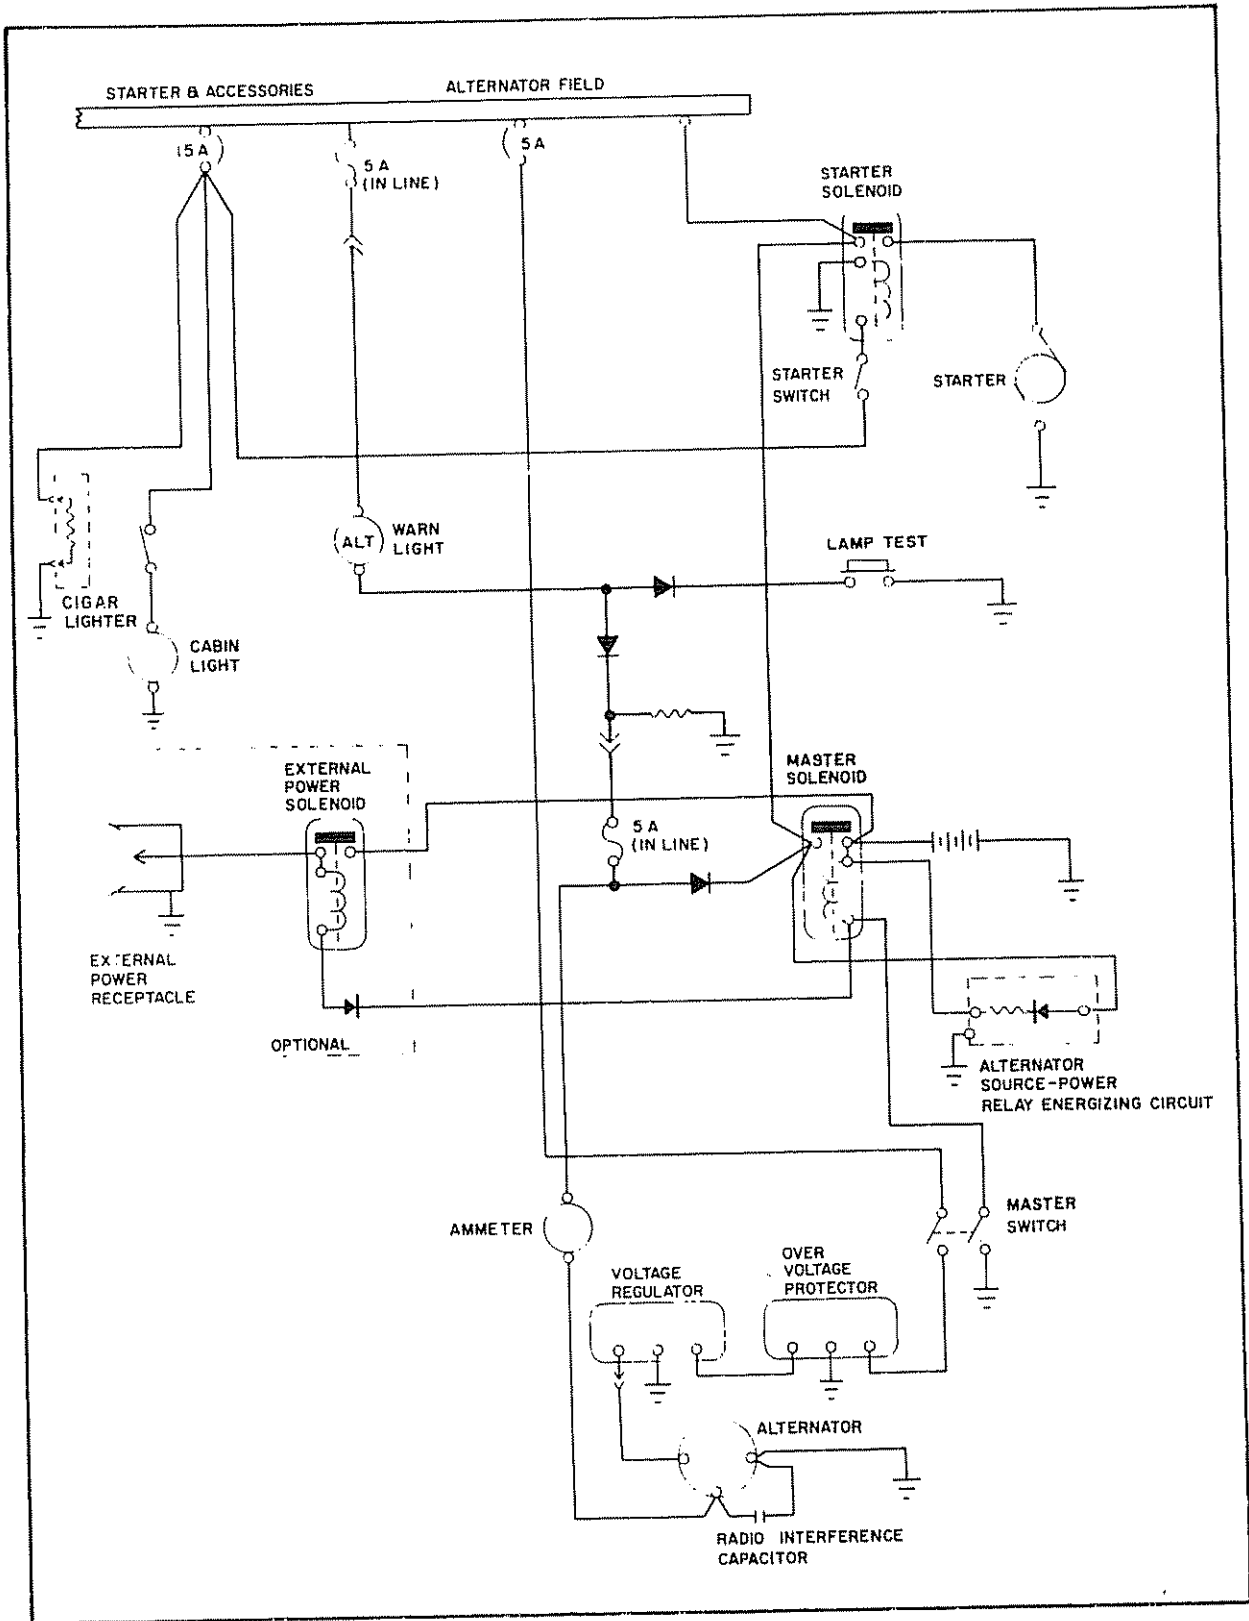 STARTER & ACCESSORIES
ALTERNATOR FIELD
15 A
5 A
(IN LINE)
5 A
STARTER
SOLENOID
STARTER
SWITCH
STARTER
ALT
WARN
LIGHT
LAMP TEST
CIGAR
LIGHTER
CABIN
LIGHT
EXTERNAL
POWER
SOLENOID
MASTER
SOLENOID
5 A
(IN LINE)
EXTERNAL
POWER
RECEPTACLE
OPTIONAL
ALTERNATOR
SOURCE-POWER
RELAY ENERGIZING CIRCUIT
AMMETER
MASTER
SWITCH
VOLTAGE
REGULATOR
OVER
VOLTAGE
PROTECTOR
ALTERNATOR
RADIO INTERFERENCE
CAPACITOR